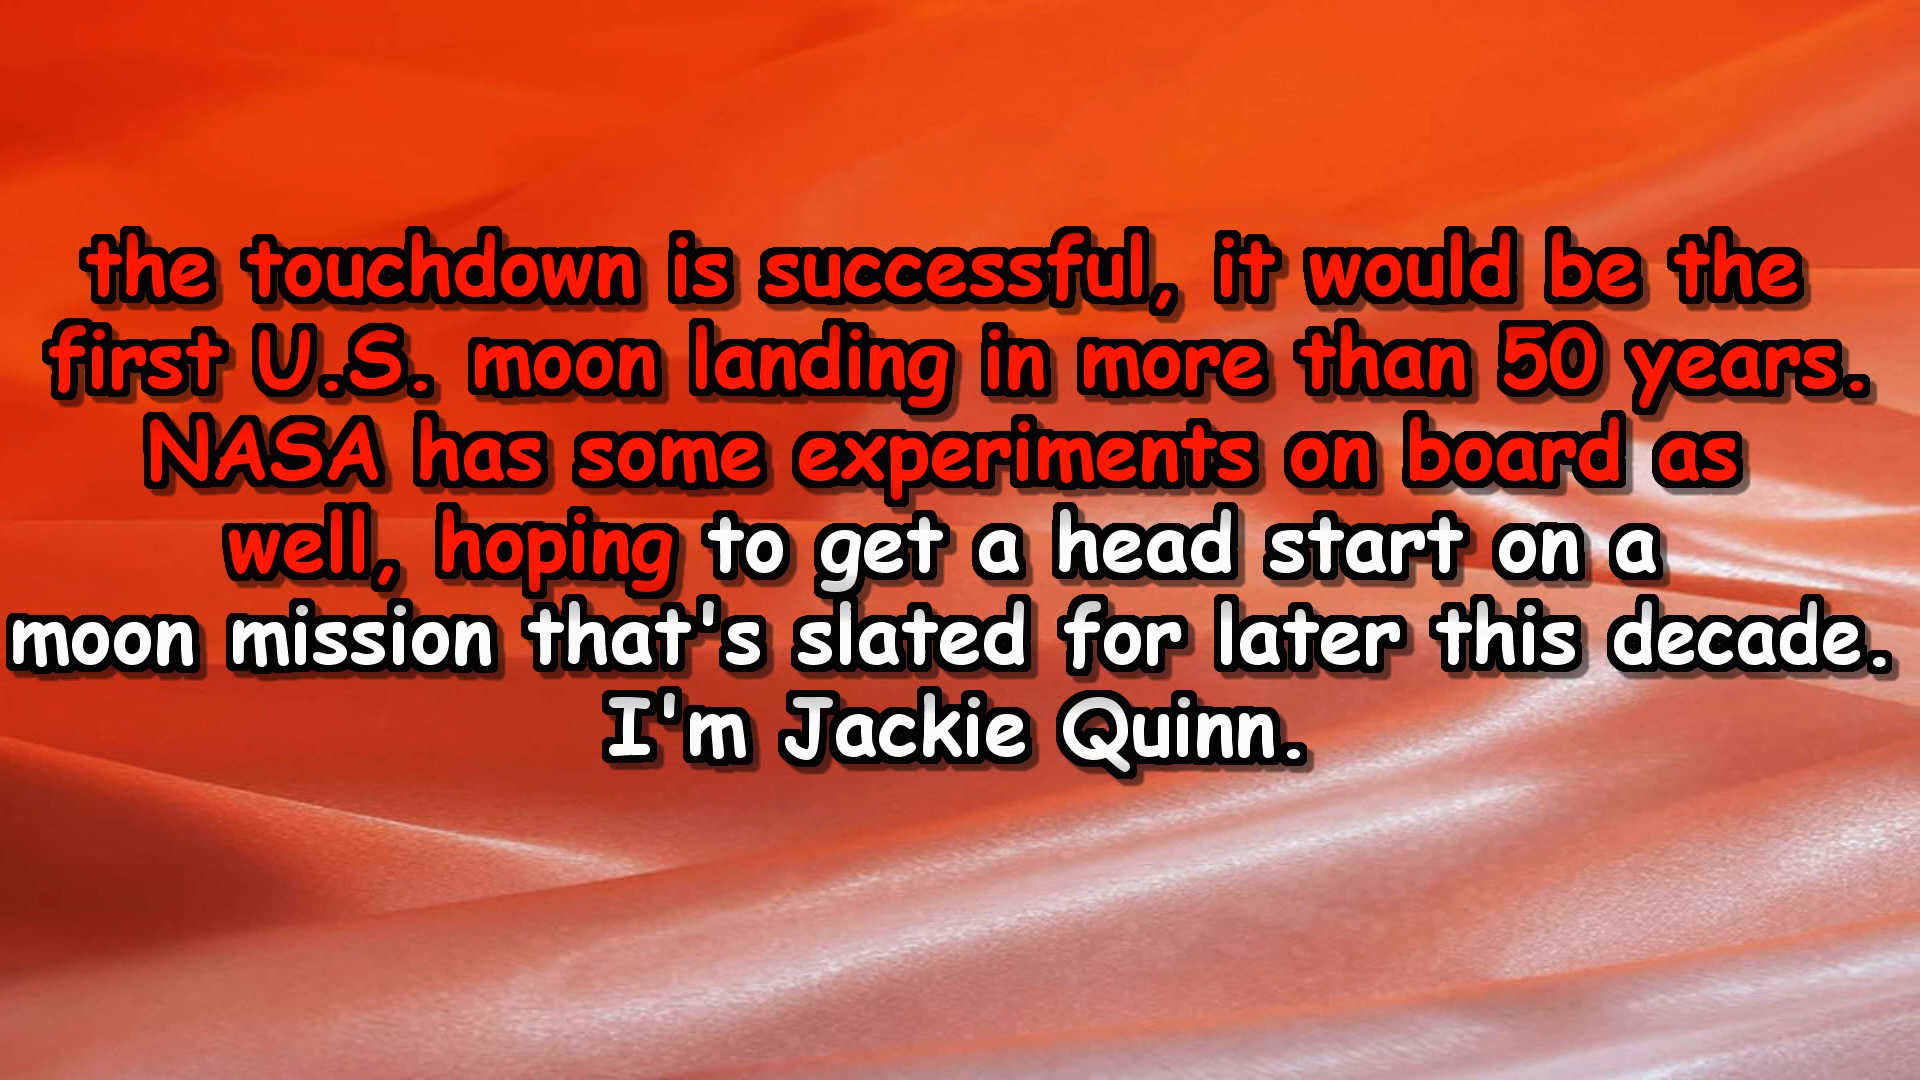 the touchdown is successful, it would be the
first U.S. moon landing in more than 50 years.
NASA has some experiments on board as
well, hoping to get a head start on a
moon mission that's slated for later this decade.
I'm Jackie Quinn.